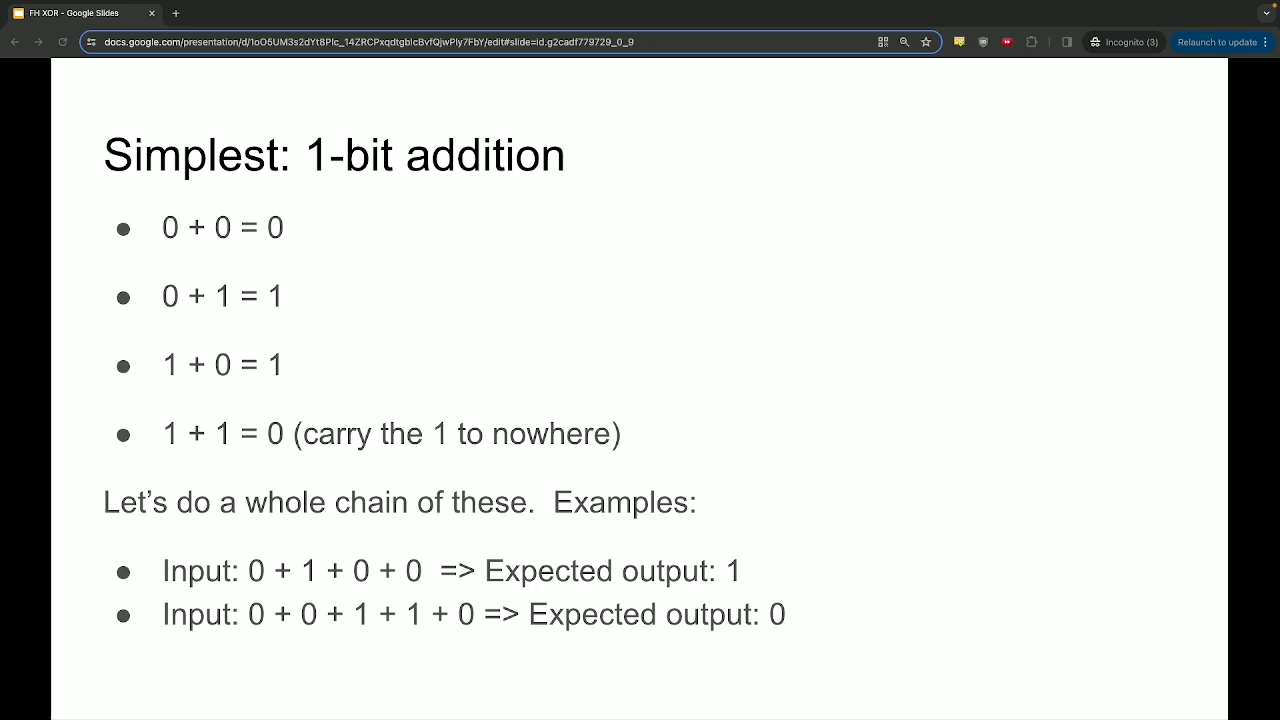 FH XOR - Google Slides
docs.google.com/presentation/d/1oO5UM3s2dYt8Plc_14ZRCPxqdtgblcBvfQjwPly7FbY/edit#slide=id.g2cadf779729_0_9
Incognito (3)
Relaunch to update
Simplest: 1-bit addition
● 0 + 0 = 0
● 0 + 1 = 1
● 1 + 0 = 1
● 1 + 1 = 0 (carry the 1 to nowhere)
Let’s do a whole chain of these. Examples:
● Input: 0 + 1 + 0 + 0 => Expected output: 1
● Input: 0 + 0 + 1 + 1 + 0 => Expected output: 0